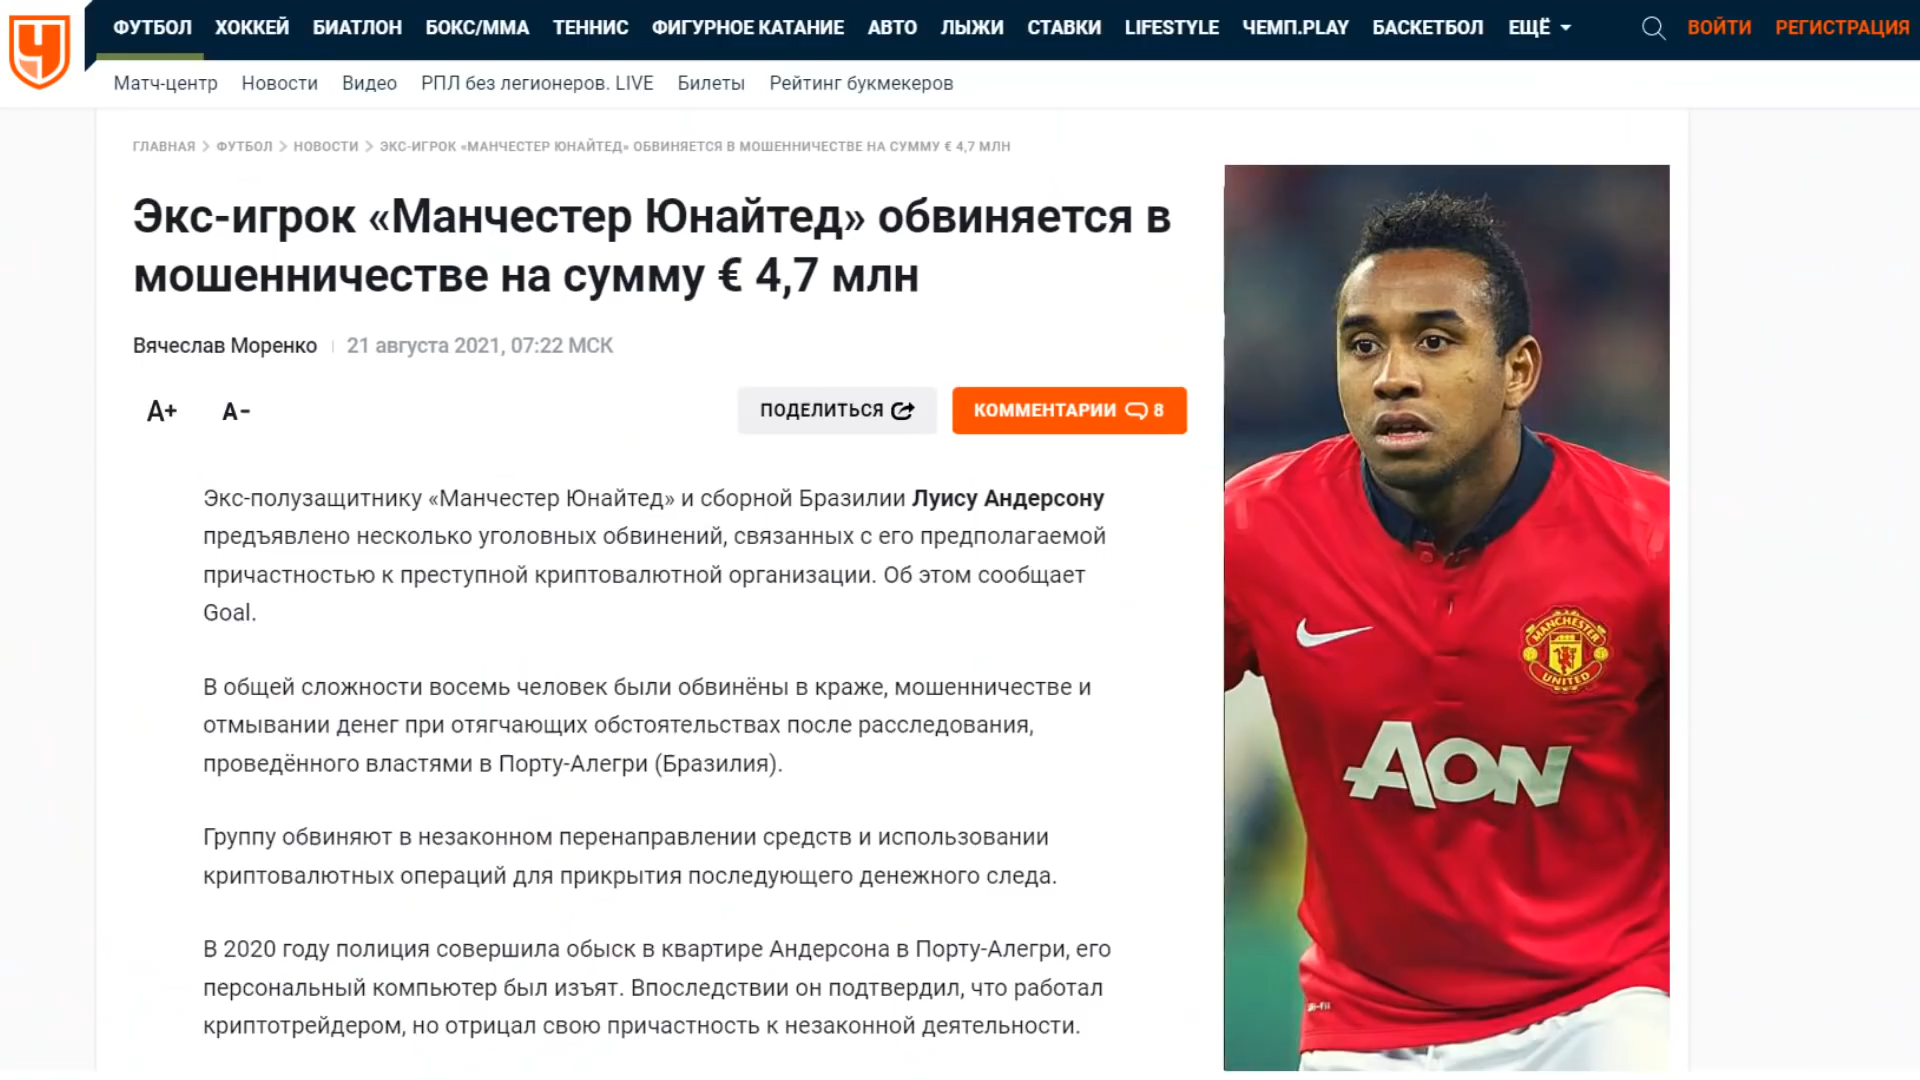 ФУТБОЛ ХОККЕЙ БИАТЛОН БОКС/ММА ТЕННИС ФИГУРНОЕ КАТАНИЕ АВТО ЛЫЖИ СТАВКИ LIFESTYLE ЧЕМП.PLAY БАСКЕТБОЛ ЕЩЁ ВОЙТИ РЕГИСТРАЦИЯ
Матч-центр Новости Видео РПЛ без легионеров. LIVE Билеты Рейтинг букмекеров
ГЛАВНАЯ > ФУТБОЛ > НОВОСТИ > ЭКС-ИГРОК «МАНЧЕСТЕР ЮНАЙТЕД» ОБВИНЯЕТСЯ В МОШЕННИЧЕСТВЕ НА СУММУ € 4,7 МЛН
Экс-игрок «Манчестер Юнайтед» обвиняется в
мошенничестве на сумму € 4,7 млн
Вячеслав Моренко | 21 августа 2021, 07:22 МСК
A+ A- ПОДЕЛИТЬСЯ КОММЕНТАРИИ 8
Экс-полузащитнику «Манчестер Юнайтед» и сборной Бразилии Луису Андерсону
предъявлено несколько уголовных обвинений, связанных с его предполагаемой
причастностью к преступной криптовалютной организации. Об этом сообщает
Goal.
В общей сложности восемь человек были обвинёны в краже, мошенничестве и
отмывании денег при отягчающих обстоятельствах после расследования,
проведённого властями в Порту-Алегри (Бразилия).
Группу обвиняют в незаконном перенаправлении средств и использовании
криптовалютных операций для прикрытия последующего денежного следа.
В 2020 году полиция совершила обыск в квартире Андерсона в Порту-Алегри, его
персональный компьютер был изъят. Впоследствии он подтвердил, что работал
криптотрейдером, но отрицал свою причастность к незаконной деятельности.
MANCHESTER
UNITED
AON